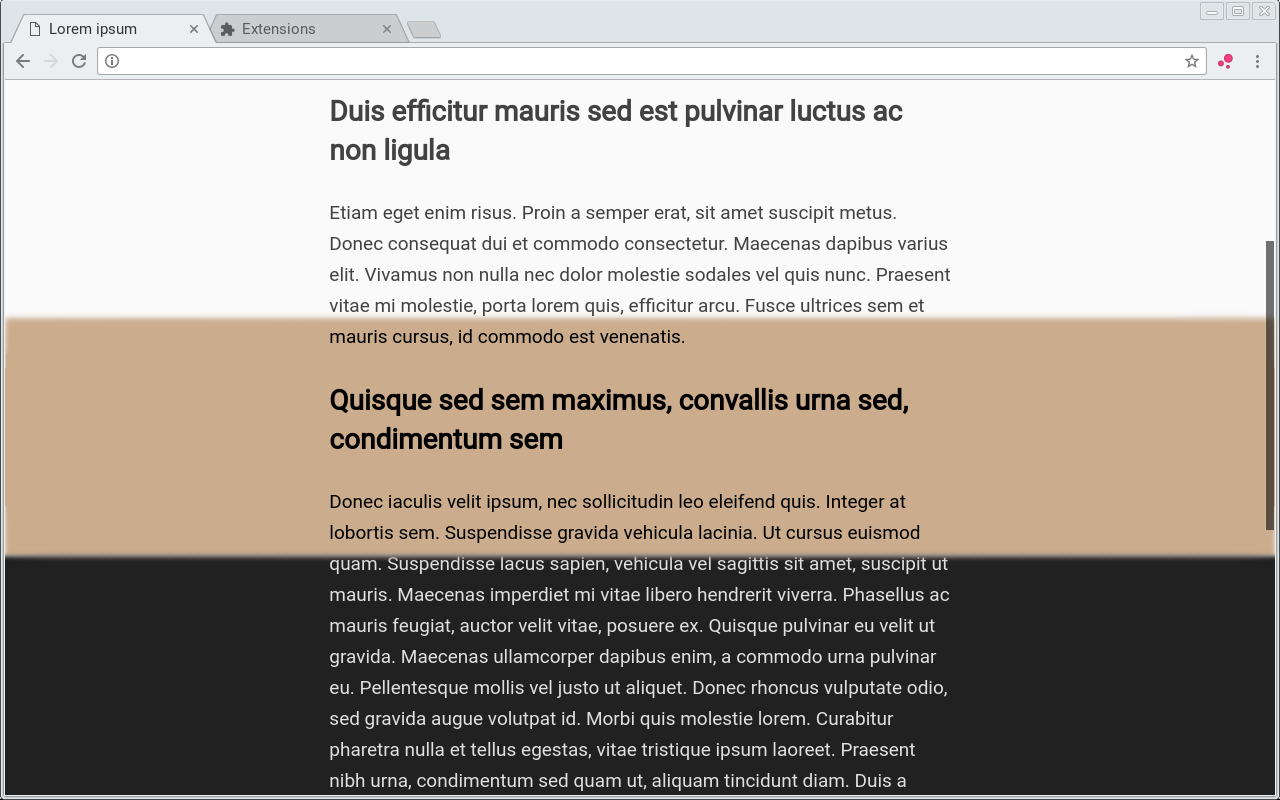 Lorem ipsum
Extensions
Duis efficitur mauris sed est pulvinar luctus ac
non ligula
Etiam eget enim risus. Proin a semper erat, sit amet suscipit metus.
Donec consequat dui et commodo consectetur. Maecenas dapibus varius
elit. Vivamus non nulla nec dolor molestie sodales vel quis nunc. Praesent
vitae mi molestie, porta lorem quis, efficitur arcu. Fusce ultrices sem et
mauris cursus, id commodo est venenatis.
Quisque sed sem maximus, convallis urna sed,
condimentum sem
Donec iaculis velit ipsum, nec sollicitudin leo eleifend quis. Integer at
lobortis sem. Suspendisse gravida vehicula lacinia. Ut cursus euismod
quam. Suspendisse lacus sapien, vehicula vel sagittis sit amet, suscipit ut
mauris. Maecenas imperdiet mi vitae libero hendrerit viverra. Phasellus ac
mauris feugiat, auctor velit vitae, posuere ex. Quisque pulvinar eu velit ut
gravida. Maecenas ullamcorper dapibus enim, a commodo urna pulvinar
eu. Pellentesque mollis vel justo ut aliquet. Donec rhoncus vulputate odio,
sed gravida augue volutpat id. Morbi quis molestie lorem. Curabitur
pharetra nulla et tellus egestas, vitae tristique ipsum laoreet. Praesent
nibh urna, condimentum sed quam ut, aliquam tincidunt diam. Duis a